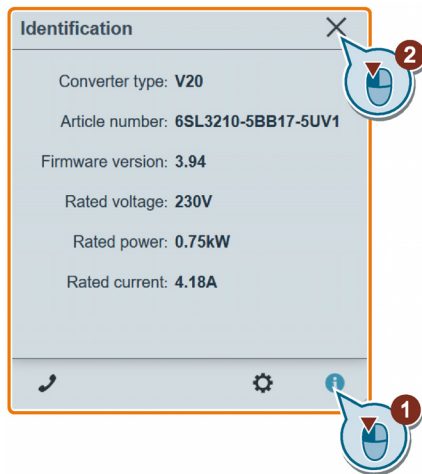 Identification
2
Converter type: V20
Article number: 6SL3210-5BB17-5UV1
Firmware version: 3.94
Rated voltage: 230V
Rated power: 0.75kW
Rated current: 4.18A
i
1